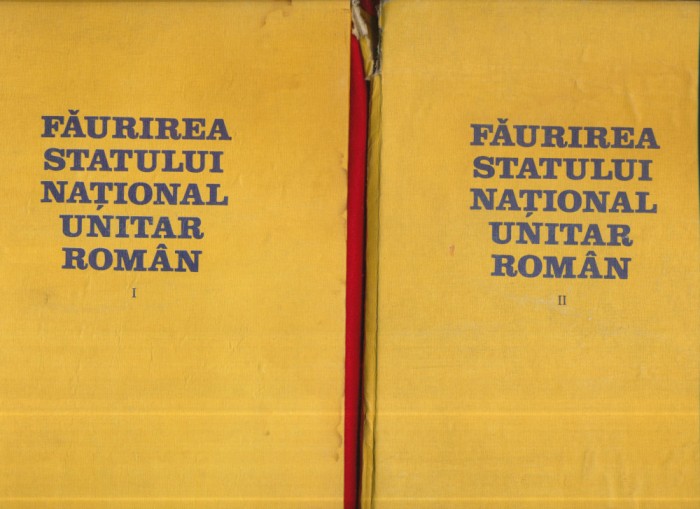 FĂURIREA
STATULUI
NAȚIONAL
UNITAR
ROMÂN
I
FĂURIREA
STATULUI
NAȚIONAL
UNITAR
ROMÂN
II